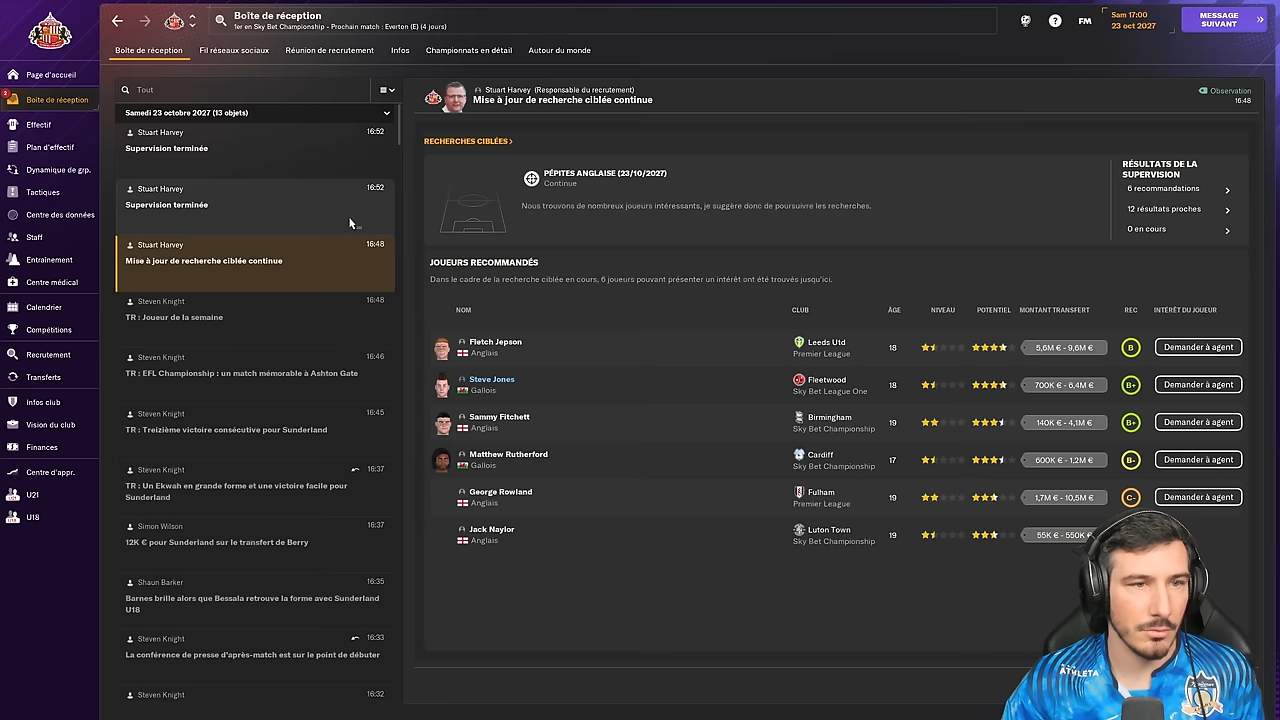 Boîte de réception
1er en Sky Bet Championship - Prochain match : Everton (E) (4 jours)
FM
Sam 17:00
23 oct 2027
MESSAGE
SUIVANT
Boîte de réception
Fil réseaux sociaux
Réunion de recrutement
Infos
Championnats en détail
Autour du monde
Page d'accueil
2
Boîte de réception
Effectif
Plan d'effectif
Dynamique de grp.
Tactiques
Centre des données
Staff
Entraînement
Centre médical
Calendrier
Compétitions
Recrutement
Transferts
Infos club
Vision du club
Finances
Centre d'appr.
U21
U18
Tout
Samedi 23 octobre 2027 (13 objets)
Stuart Harvey 16:52
Supervision terminée
Stuart Harvey 16:52
Supervision terminée
Stuart Harvey 16:48
Mise à jour de recherche ciblée continue
Steven Knight 16:48
TR : Joueur de la semaine
Steven Knight 16:46
TR : EFL Championship : un match mémorable à Ashton Gate
Steven Knight 16:45
TR : Treizième victoire consécutive pour Sunderland
Steven Knight 16:37
TR : Un Ekwah en grande forme et une victoire facile pour
Sunderland
Simon Wilson 16:37
12K € pour Sunderland sur le transfert de Berry
Shaun Barker 16:35
Barnes brille alors que Bessala retrouve la forme avec Sunderland
U18
Steven Knight 16:33
La conférence de presse d'après-match est sur le point de débuter
Steven Knight 16:32
Stuart Harvey (Responsable du recrutement)
Mise à jour de recherche ciblée continue
Observation
16:48
RECHERCHES CIBLÉES >
PÉPITES ANGLAISE (23/10/2027)
Continue
Nous trouvons de nombreux joueurs intéressants, je suggère donc de poursuivre les recherches.
RÉSULTATS DE LA
SUPERVISION
6 recommandations
12 résultats proches
0 en cours
JOUEURS RECOMMANDÉS
Dans le cadre de la recherche ciblée en cours, 6 joueurs pouvant présenter un intérêt ont été trouvés jusqu'ici.
NOM CLUB ÂGE NIVEAU POTENTIEL MONTANT TRANSFERT REC INTÉRÊT DU JOUEUR
Fletch Jepson Leeds Utd 18 5,6M € - 9,6M € B Demander à agent
Anglais Premier League
Steve Jones Fleetwood 18 700K € - 6,4M € B+ Demander à agent
Gallois Sky Bet League One
Sammy Fitchett Birmingham 19 140K € - 4,1M € B+ Demander à agent
Anglais Sky Bet Championship
Matthew Rutherford Cardiff 17 600K € - 1,2M € B- Demander à agent
Gallois Sky Bet Championship
George Rowland Fulham 19 1,7M € - 10,5M € C- Demander à agent
Anglais Premier League
Jack Naylor Luton Town 19 55K € - 550K €
Anglais Sky Bet Championship
ATHLETA